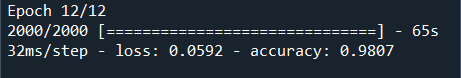 Epoch 12/12
2000/2000 [==============================] - 65s
32ms/step - loss: 0.0592 - accuracy: 0.9807